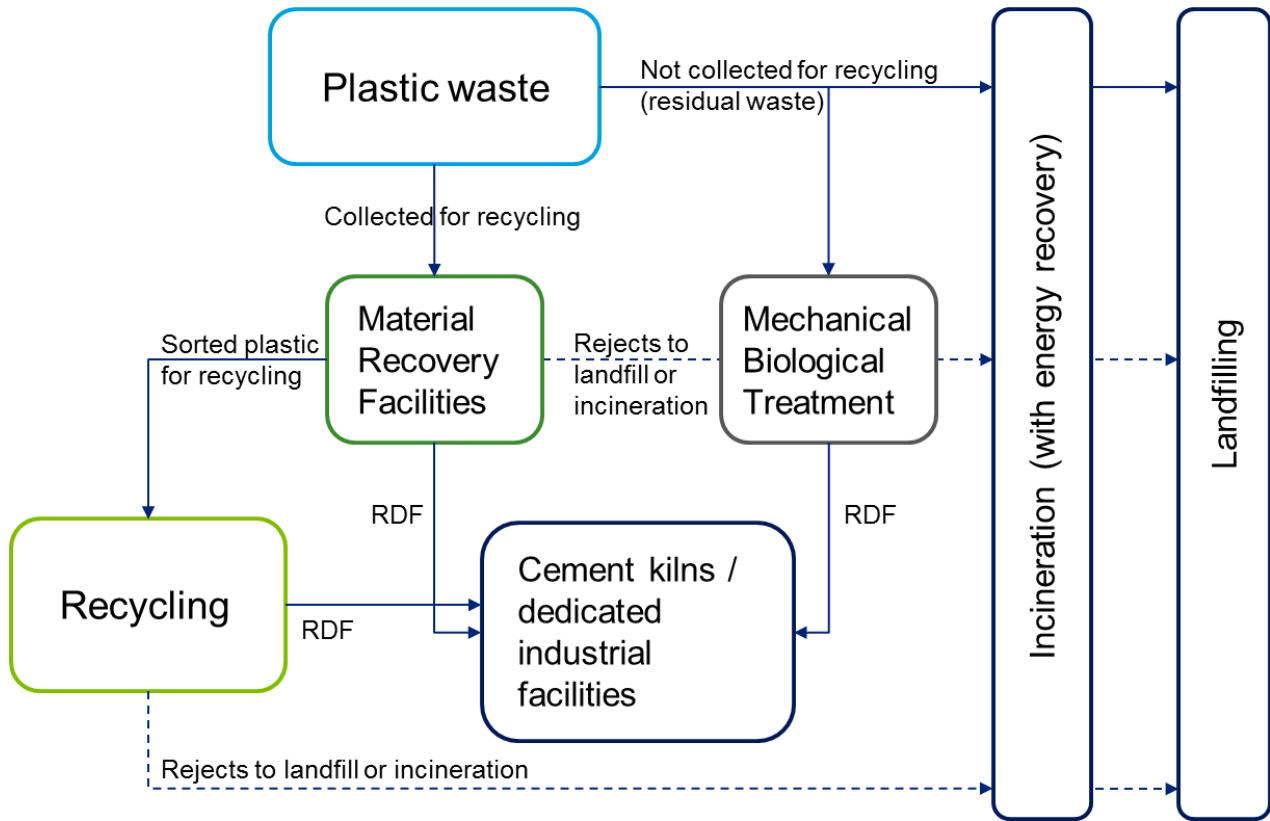 Plastic waste
Not collected for recycling
(residual waste)
Collected for recycling
Material
Recovery
Facilities
Mechanical
Biological
Treatment
Sorted plastic
for recycling
Rejects to
landfill or
incineration
RDF
RDF
Recycling
RDF
Cement kilns /
dedicated
industrial
facilities
Rejects to landfill or incineration
Incineration (with energy recovery)
Landfilling